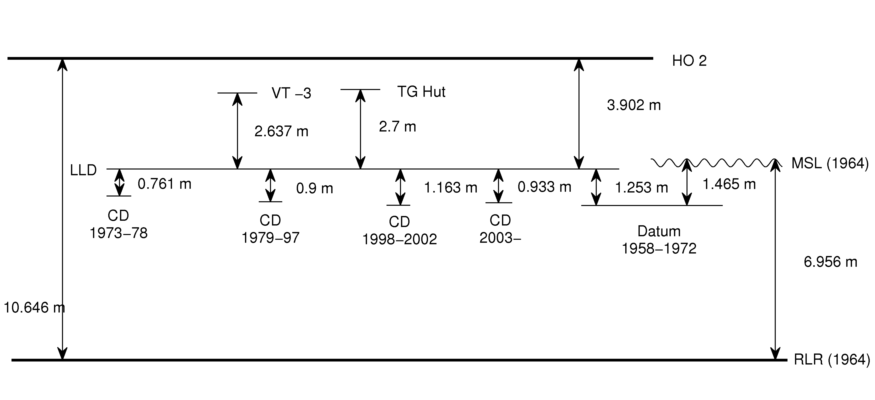 HO 2
VT −3
TG Hut
3.902 m
2.637 m
2.7 m
LLD
MSL (1964)
0.761 m
0.9 m
1.163 m
0.933 m
1.253 m
1.465 m
CD
1973−78
CD
1979−97
CD
1998−2002
CD
2003−
Datum
1958−1972
6.956 m
10.646 m
RLR (1964)